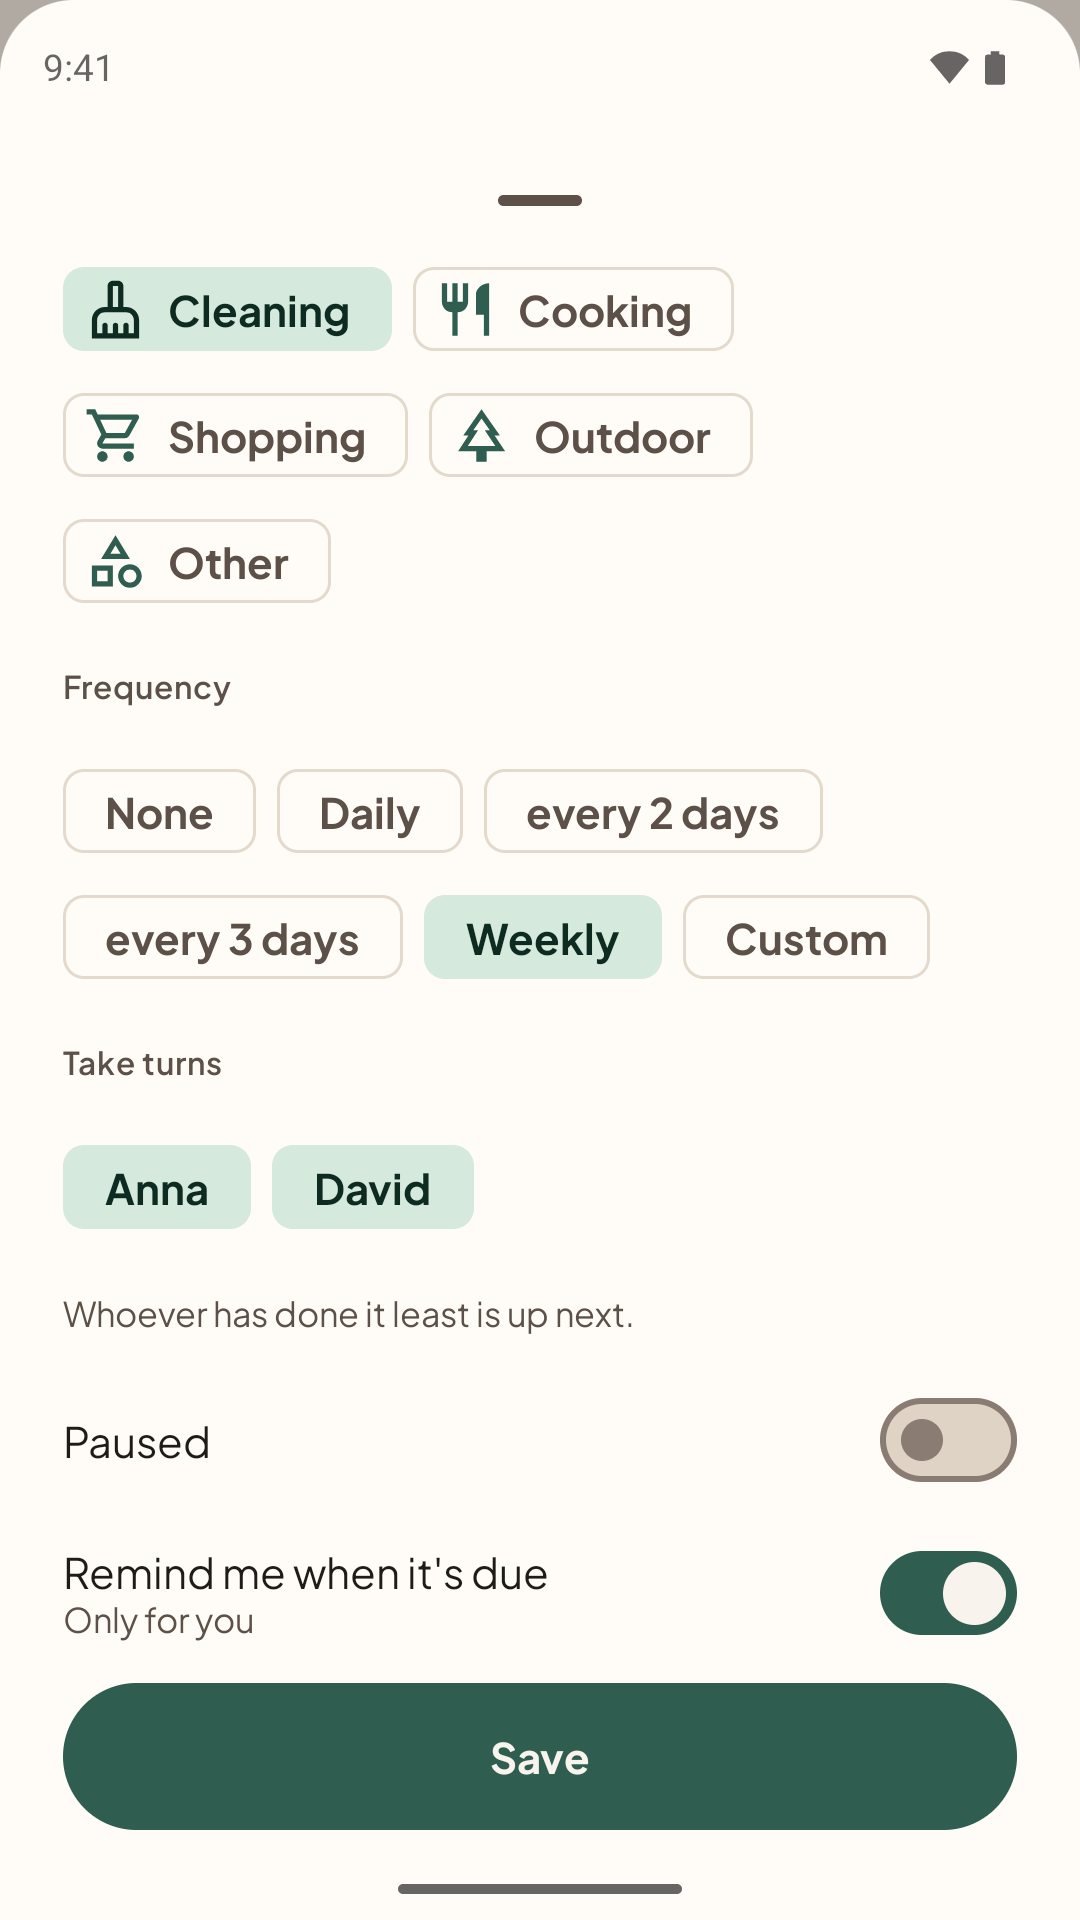 9:41
Cleaning
Cooking
Shopping
Outdoor
Other
Frequency
None
Daily
every 2 days
every 3 days
Weekly
Custom
Take turns
Anna
David
Whoever has done it least is up next.
Paused
Remind me when it's due
Only for you
Save